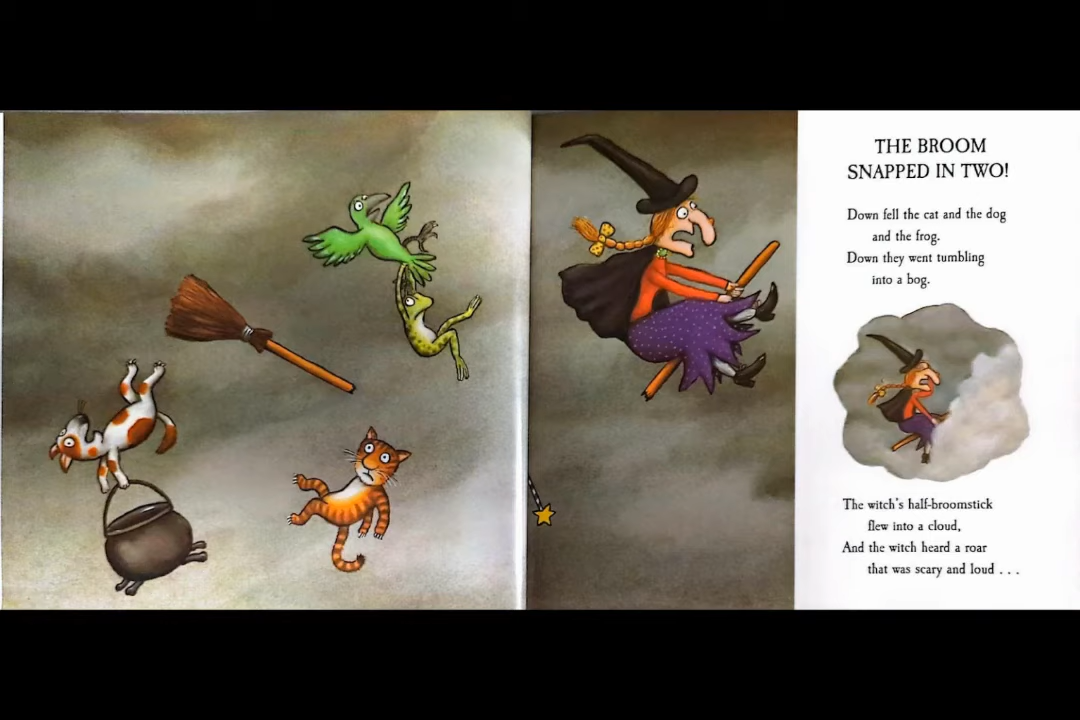 THE BROOM
SNAPPED IN TWO!
Down fell the cat and the dog
and the frog.
Down they went tumbling
into a bog.
The witch's half-broomstick
flew into a cloud,
And the witch heard a roar
that was scary and loud . . .